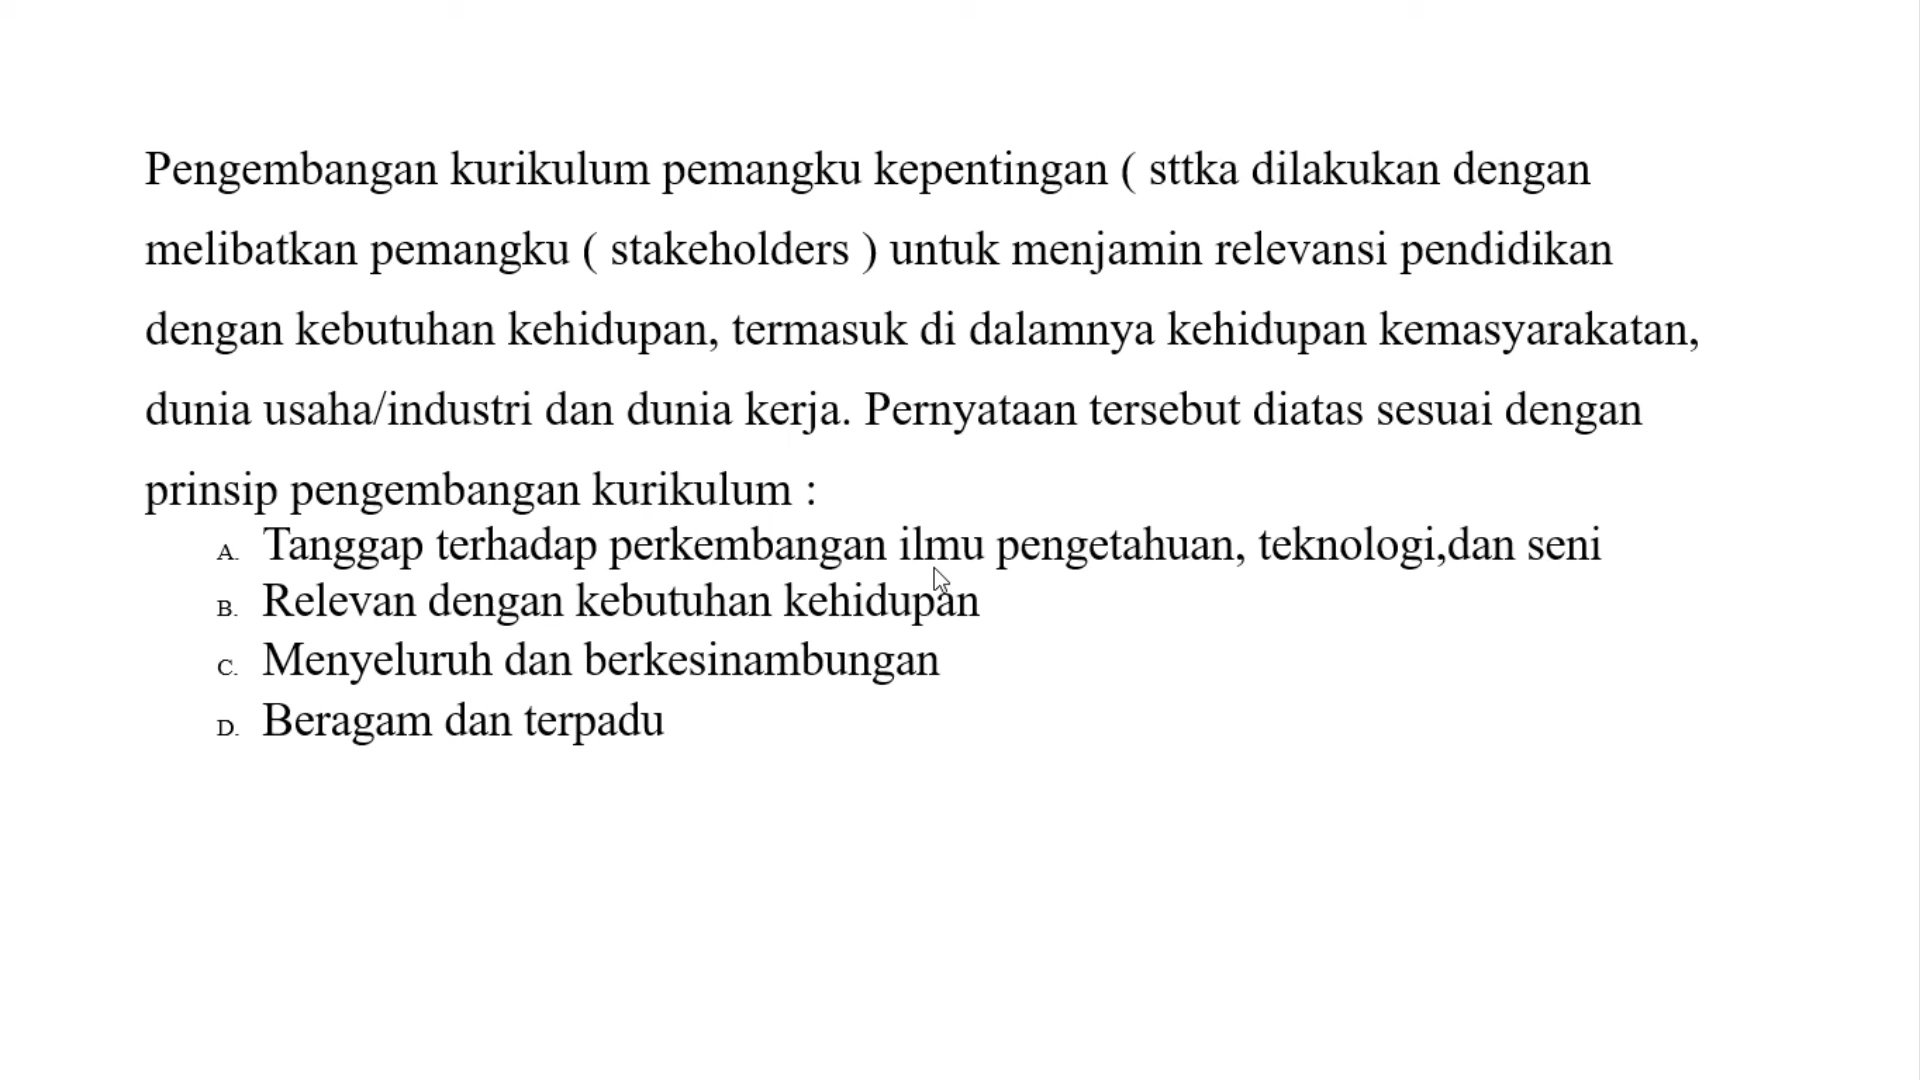 Pengembangan kurikulum pemangku kepentingan ( sttka dilakukan dengan
melibatkan pemangku ( stakeholders ) untuk menjamin relevansi pendidikan
dengan kebutuhan kehidupan, termasuk di dalamnya kehidupan kemasyarakatan,
dunia usaha/industri dan dunia kerja. Pernyataan tersebut diatas sesuai dengan
prinsip pengembangan kurikulum :
A. Tanggap terhadap perkembangan ilmu pengetahuan, teknologi,dan seni
B. Relevan dengan kebutuhan kehidupan
C. Menyeluruh dan berkesinambungan
D. Beragam dan terpadu